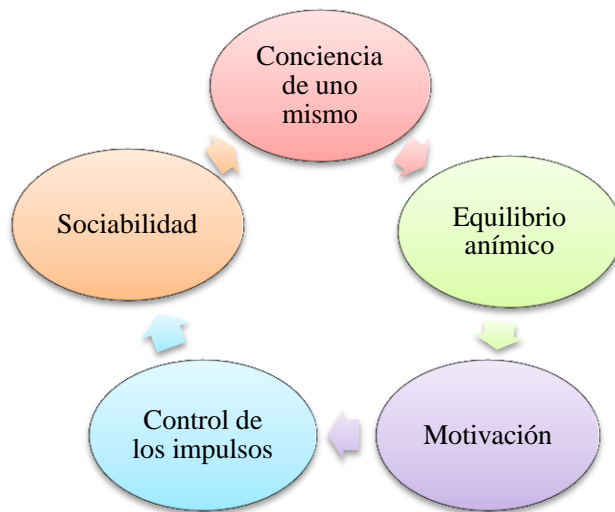 Conciencia
de uno
mismo
Equilibrio
anímico
Motivación
Control de
los impulsos
Sociabilidad